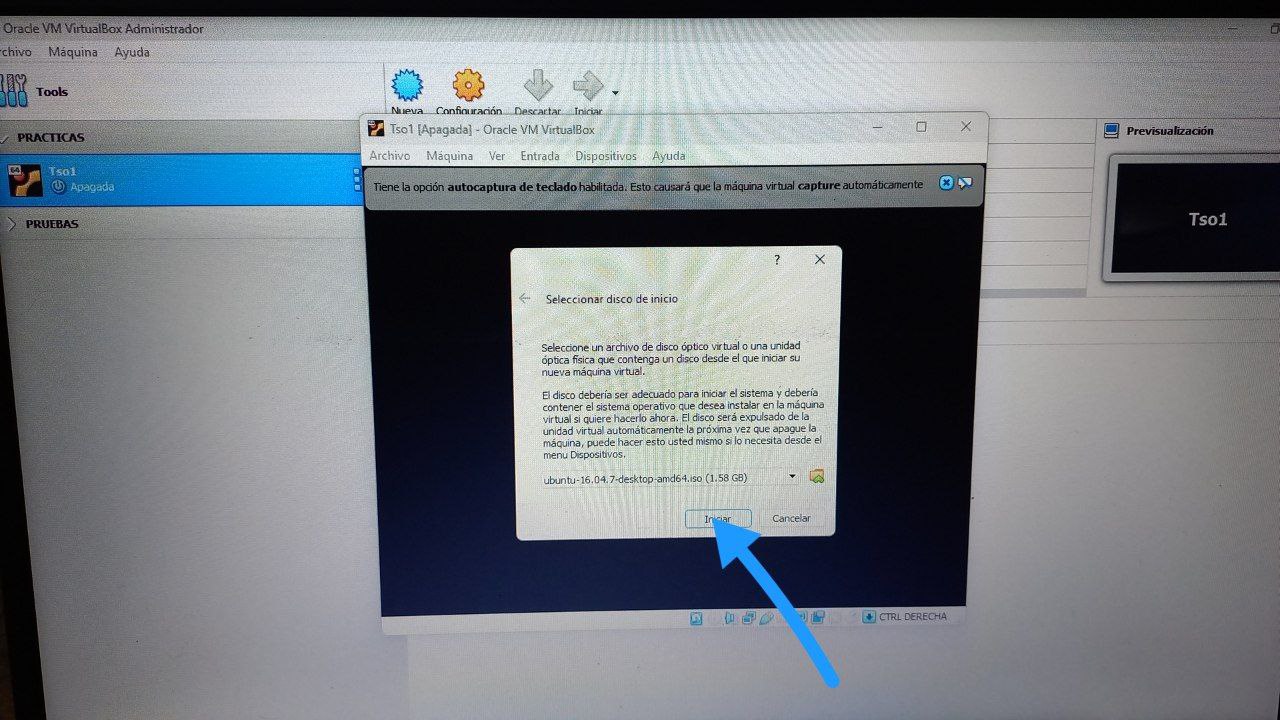 Oracle VM VirtualBox Administrador
Máquina Ayuda
Tools
Nueva Configuración Descartar Iniciar
PRACTICAS
Tso1
Apagada
PRUEBAS
Tso1 [Apagada] - Oracle VM VirtualBox
Archivo Máquina Ver Entrada Dispositivos Ayuda
Tiene la opción autocaptura de teclado habilitada. Esto causará que la máquina virtual capture automáticamente
Previsualización
Tso1
?
Seleccionar disco de inicio
Seleccione un archivo de disco óptico virtual o una unidad
óptica física que contenga un disco desde el que iniciar su
nueva máquina virtual.
El disco debería ser adecuado para iniciar el sistema y debería
contener el sistema operativo que desea instalar en la máquina
virtual si quiere hacerlo ahora. El disco será expulsado de la
unidad virtual automáticamente la próxima vez que apague la
máquina, puede hacer esto usted mismo si lo necesita desde el
menu Dispositivos.
ubuntu-16.04.7-desktop-amd64.iso (1.58 GB)
Iniciar Cancelar
CTRL DERECHA